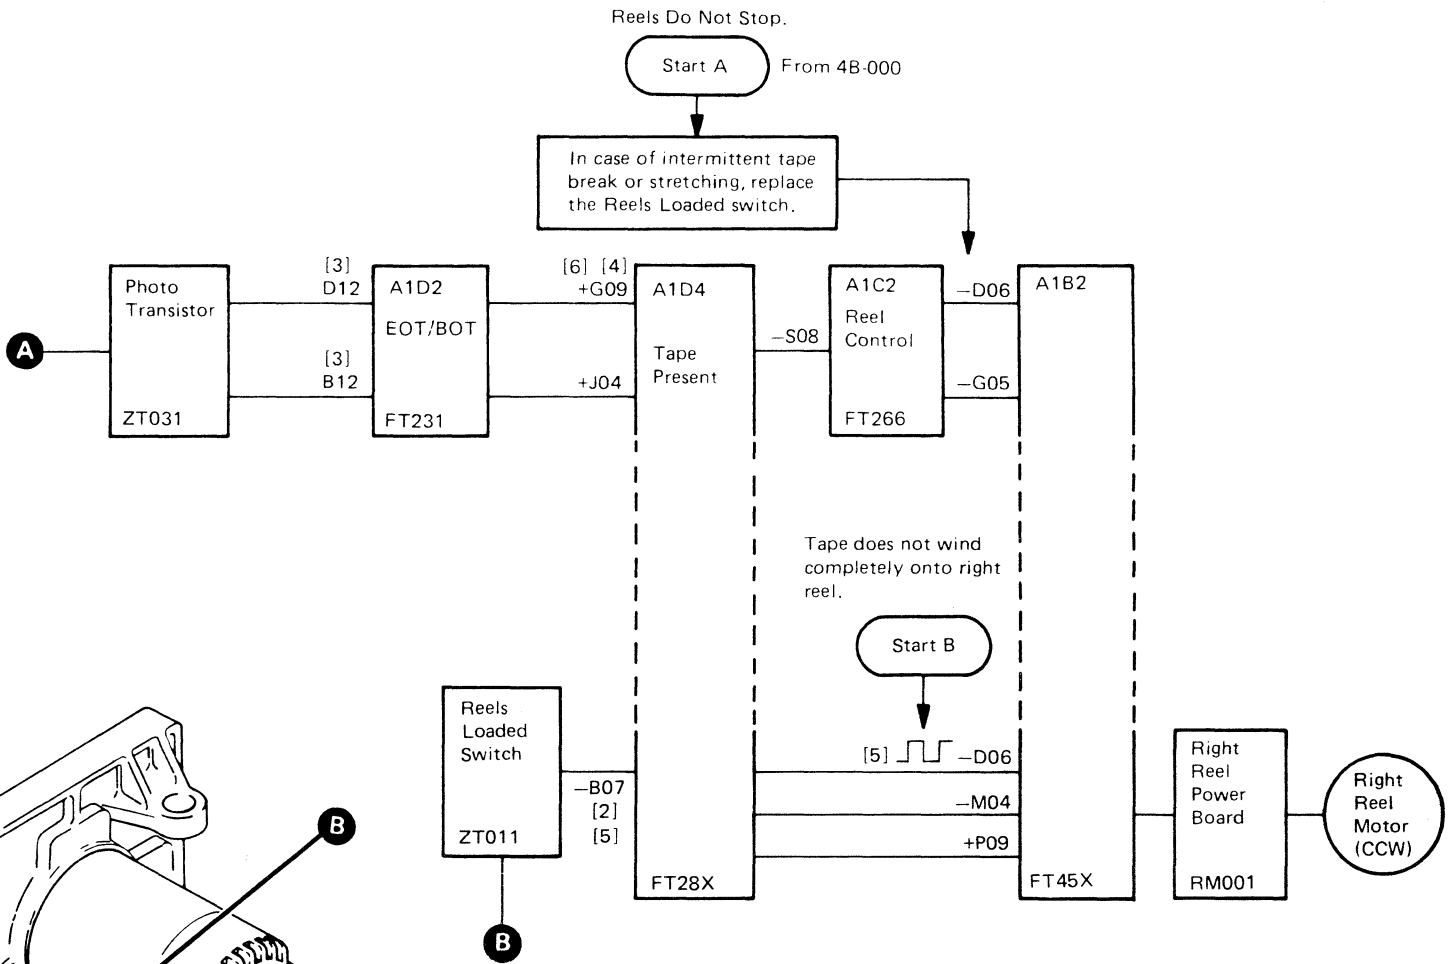 Reels Do Not Stop.
Start A
From 4B-000
In case of intermittent tape
break or stretching, replace
the Reels Loaded switch.
Photo
Transistor
ZT031
A
[3]
D12
[3]
B12
A1D2
EOT/BOT
FT231
[6] [4]
+G09
+J04
A1D4
Tape
Present
FT28X
—S08
A1C2
Reel
Control
FT266
—D06
—G05
A1B2
FT45X
Tape does not wind
completely onto right
reel.
Start B
[5]
—D06
—M04
+P09
Reels
Loaded
Switch
ZT011
—B07
[2]
[5]
B
B
Right
Reel
Power
Board
RM001
Right
Reel
Motor
(CCW)